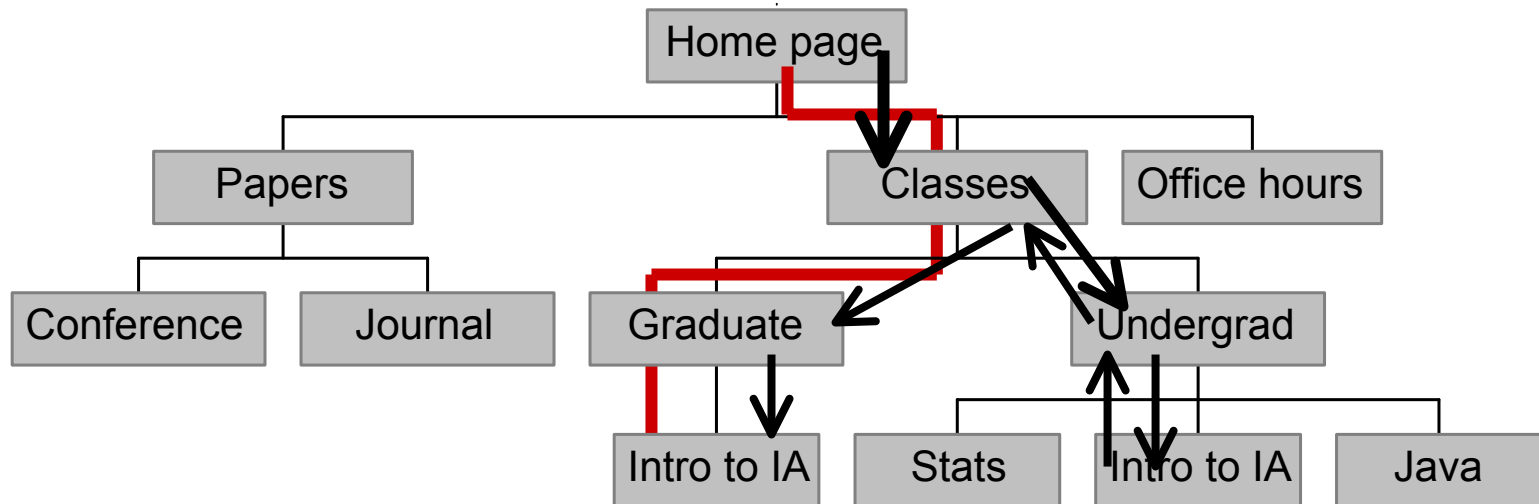 Home page
Papers
Classes
Office hours
Conference
Journal
Graduate
Undergrad
Intro to IA
Stats
Intro to IA
Java